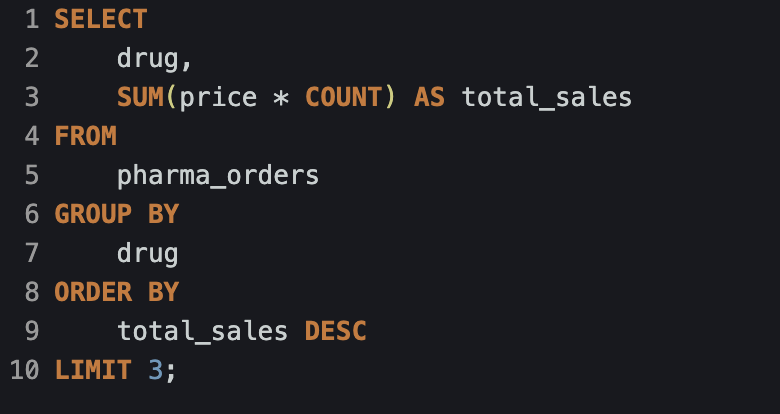 1 SELECT
2     drug,
3     SUM(price * COUNT) AS total_sales
4 FROM
5     pharma_orders
6 GROUP BY
7     drug
8 ORDER BY
9     total_sales DESC
10 LIMIT 3;